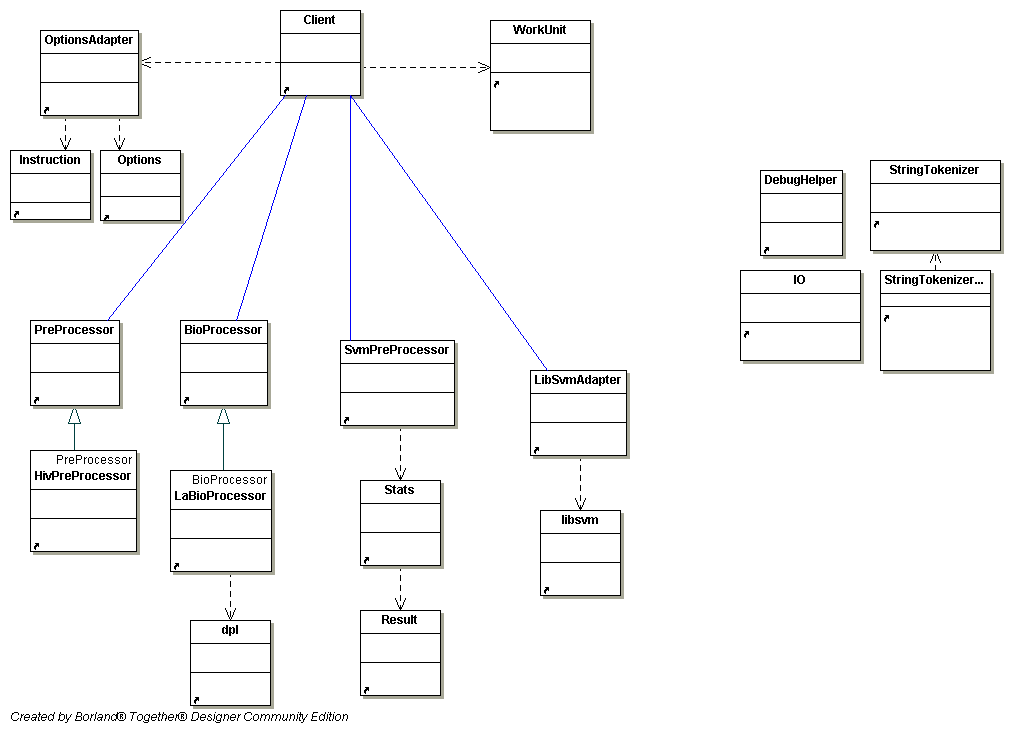 Client
OptionsAdapter
WorkUnit
Instruction
Options
DebugHelper
StringTokenizer
IO
StringTokenizer...
PreProcessor
BioProcessor
SvmPreProcessor
LibSvmAdapter
PreProcessor
HivPreProcessor
BioProcessor
LaBioProcessor
Stats
libsvm
dpl
Result
Created by Borland® Together® Designer Community Edition